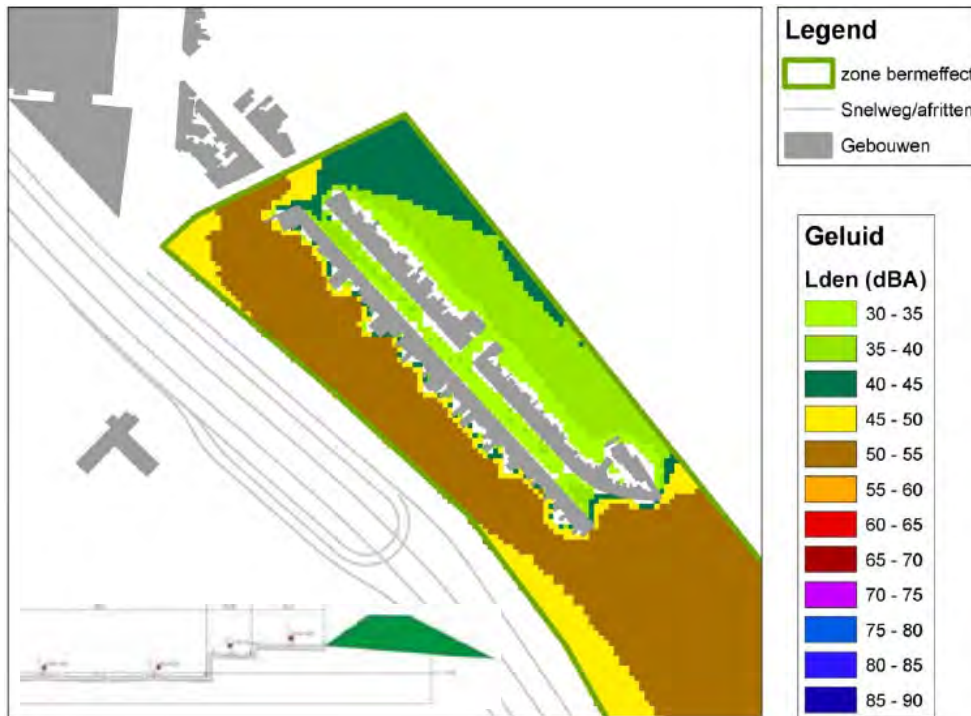 Legend
zone bermeffect
Snelweg/afritten
Gebouwen
Geluid
Lden (dBA)
30 - 35
35 - 40
40 - 45
45 - 50
50 - 55
55 - 60
60 - 65
65 - 70
70 - 75
75 - 80
80 - 85
85 - 90